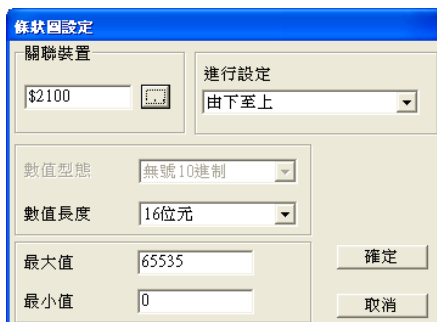 條狀圖設定
關聯裝置
$2100
...
進行設定
由下至上
數值型態
無號10進制
數值長度
16位元
最大值
65535
確定
最小值
0
取消